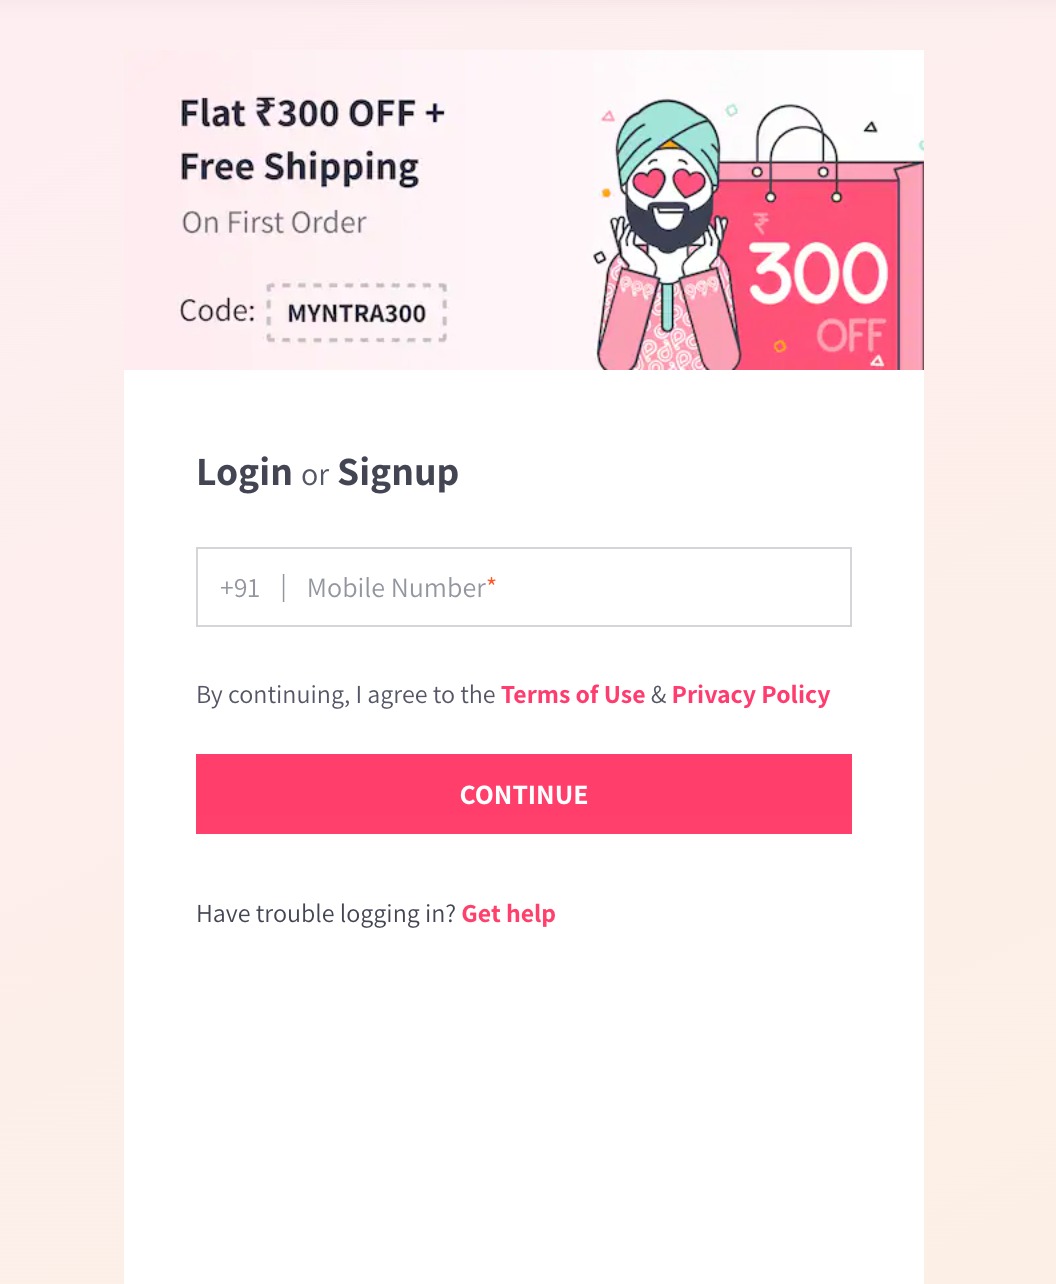 Flat ₹300 OFF +
Free Shipping
On First Order
Code: MYNTRA300
₹
300
OFF
Login or Signup
+91 | Mobile Number*
By continuing, I agree to the Terms of Use & Privacy Policy
CONTINUE
Have trouble logging in? Get help